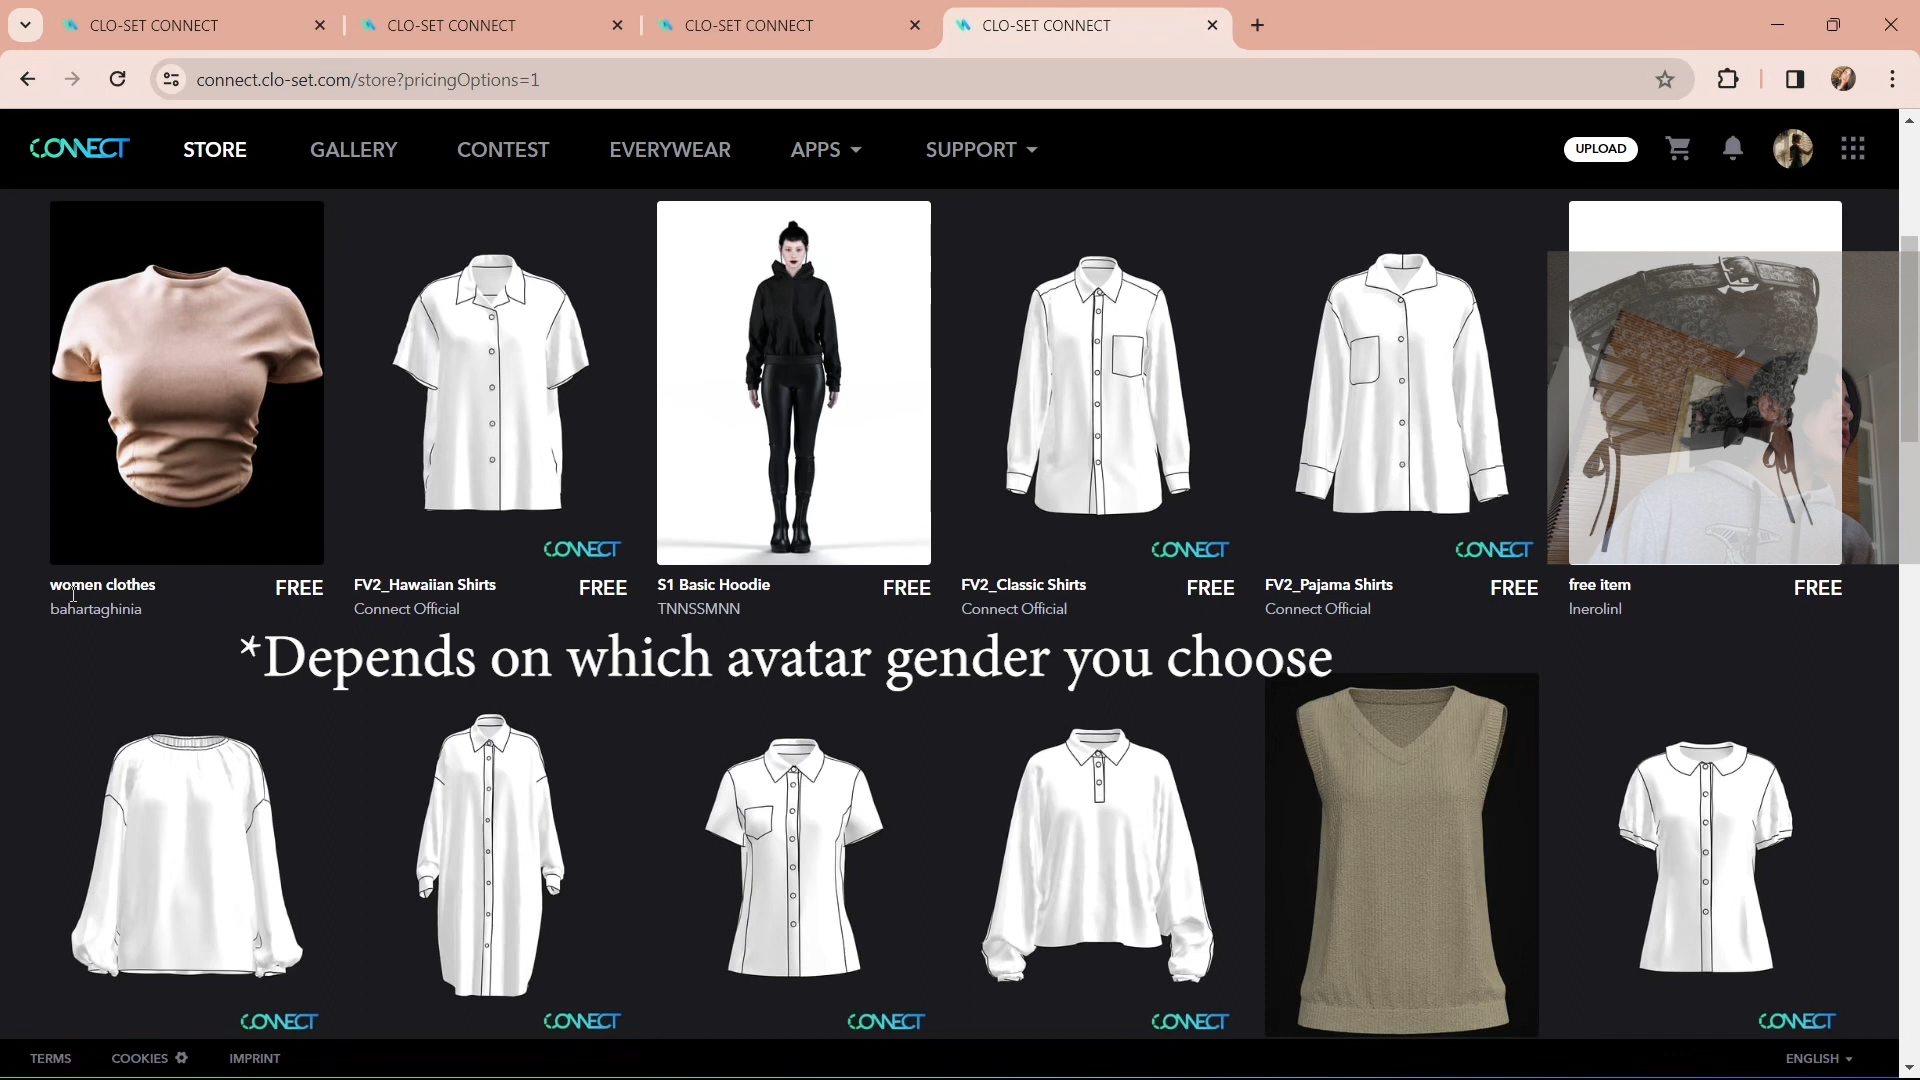 CLO-SET CONNECT
CLO-SET CONNECT
CLO-SET CONNECT
CLO-SET CONNECT
connect.clo-set.com/store?pricingOptions=1
CONNECT
STORE
GALLERY
CONTEST
EVERYWEAR
APPS
SUPPORT
UPLOAD
CONNECT
CONNECT
CONNECT
women clothes
FREE
bahartaghinia
FV2_Hawaiian Shirts
FREE
Connect Official
S1 Basic Hoodie
FREE
TNNSSMNN
FV2_Classic Shirts
FREE
Connect Official
FV2_Pajama Shirts
FREE
Connect Official
free item
FREE
lnerolinl
*Depends on which avatar gender you choose
CONNECT
CONNECT
CONNECT
CONNECT
CONNECT
TERMS
COOKIES
IMPRINT
ENGLISH